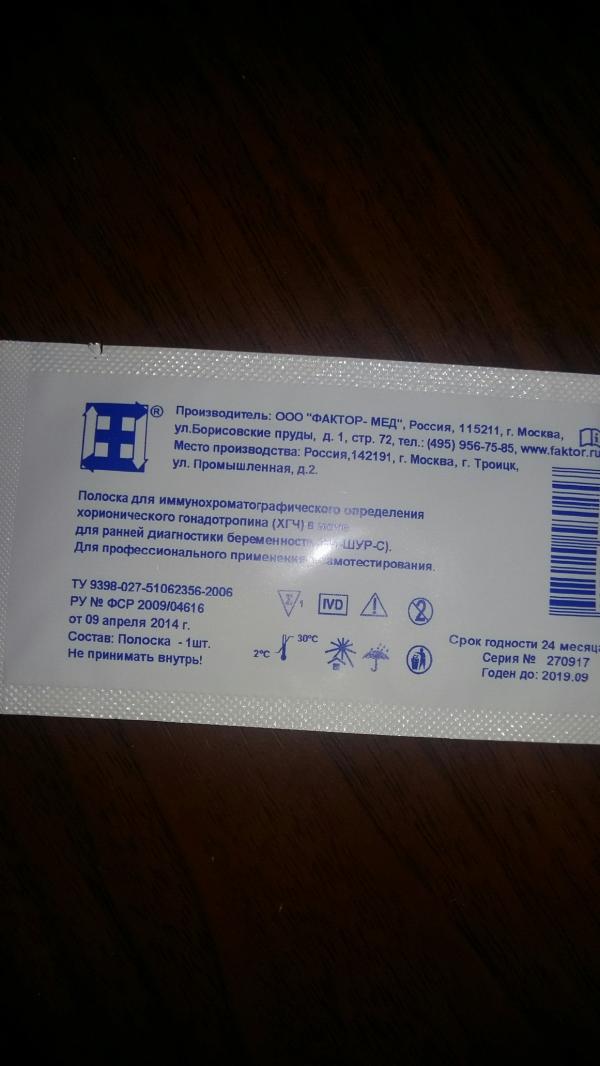 ®
Производитель: ООО "ФАКТОР- МЕД", Россия, 115211, г. Москва,
ул.Борисовские пруды, д. 1, стр. 72, тел.: (495) 956-75-85, www.faktor.ru
Место производства: Россия,142191, г. Москва, г. Троицк,
ул. Промышленная, д.2.
Полоска для иммунохроматографического определения
хорионического гонадотропина (ХГЧ) в
для ранней диагностики беременности -ШУР-С).
Для профессионального применения самотестирования.
ТУ 9398-027-51062356-2006
РУ № ФСР 2009/04616
от 09 апреля 2014 г.
Состав: Полоска - 1шт.
Не принимать внутрь!
Σ 1 IVD 2
2°C 30°C
Срок годности 24 месяца
Серия № 270917
Годен до: 2019.09